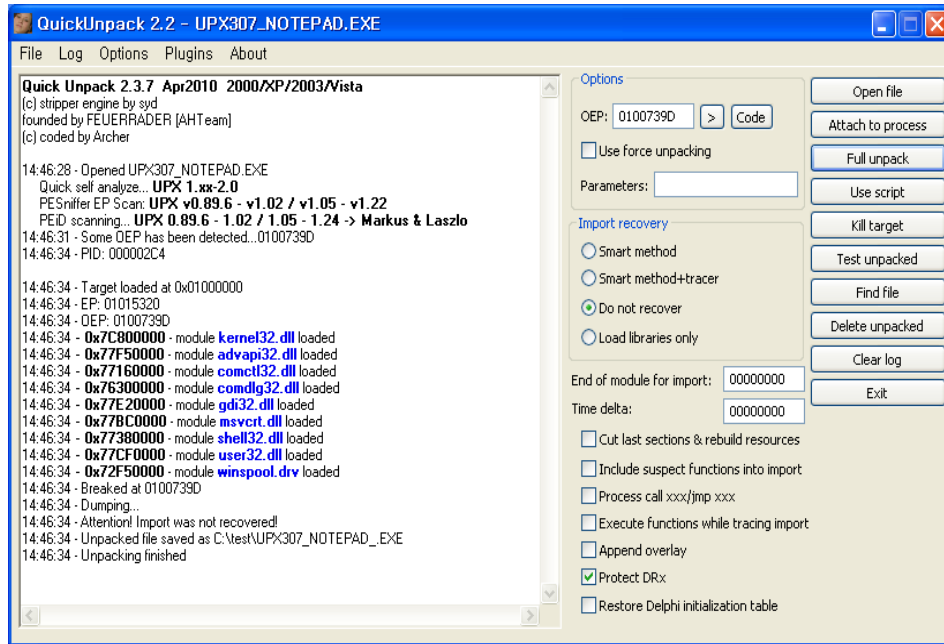 QuickUnpack 2.2 - UPX307_NOTEPAD.EXE
File Log Options Plugins About
Quick Unpack 2.3.7 Apr2010 2000/XP/2003/Vista
(c) stripper engine by syd
founded by FEUERRADER [AHTeam]
(c) coded by Archer
14:46:28 - Opened UPX307_NOTEPAD.EXE
Quick self analyze... UPX 1.xx-2.0
PESniffer EP Scan: UPX v0.89.6 - v1.02 / v1.05 - v1.22
PEiD scanning... UPX 0.89.6 - 1.02 / 1.05 - 1.24 -> Markus & Laszlo
14:46:31 - Some OEP has been detected...0100739D
14:46:34 - PID: 000002C4
14:46:34 - Target loaded at 0x01000000
14:46:34 - EP: 01015320
14:46:34 - OEP: 0100739D
14:46:34 - 0x7C800000 - module kernel32.dll loaded
14:46:34 - 0x77F50000 - module advapi32.dll loaded
14:46:34 - 0x77160000 - module comctl32.dll loaded
14:46:34 - 0x76300000 - module comdlg32.dll loaded
14:46:34 - 0x77E20000 - module gdi32.dll loaded
14:46:34 - 0x77BC0000 - module msvcrt.dll loaded
14:46:34 - 0x77380000 - module shell32.dll loaded
14:46:34 - 0x77CF0000 - module user32.dll loaded
14:46:34 - 0x72F50000 - module winspool.drv loaded
14:46:34 - Breaked at 0100739D
14:46:34 - Dumping...
14:46:34 - Attention! Import was not recovered!
14:46:34 - Unpacked file saved as C:\test\UPX307_NOTEPAD_.EXE
14:46:34 - Unpacking finished
Options
OEP: 0100739D > Code
Use force unpacking
Parameters:
Import recovery
Smart method
Smart method+tracer
Do not recover
Load libraries only
End of module for import: 00000000
Time delta: 00000000
Cut last sections & rebuild resources
Include suspect functions into import
Process call xxx/jmp xxx
Execute functions while tracing import
Append overlay
Protect DRx
Restore Delphi initialization table
Open file
Attach to process
Full unpack
Use script
Kill target
Test unpacked
Find file
Delete unpacked
Clear log
Exit